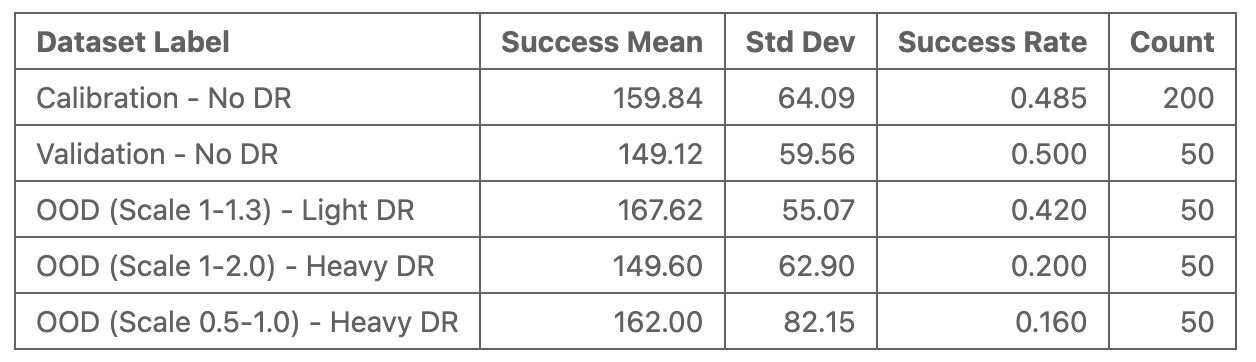 Dataset Label Success Mean Std Dev Success Rate Count
Calibration - No DR 159.84 64.09 0.485 200
Validation - No DR 149.12 59.56 0.500 50
OOD (Scale 1-1.3) - Light DR 167.62 55.07 0.420 50
OOD (Scale 1-2.0) - Heavy DR 149.60 62.90 0.200 50
OOD (Scale 0.5-1.0) - Heavy DR 162.00 82.15 0.160 50